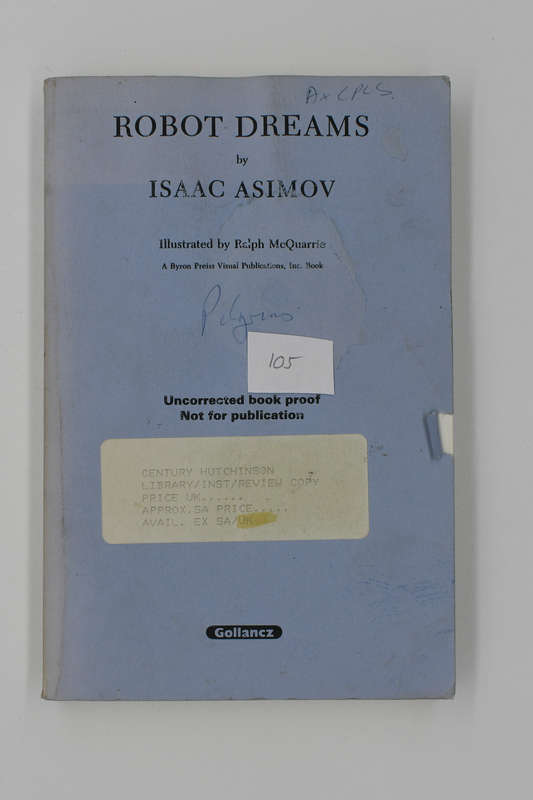 ROBOT DREAMS
by
ISAAC ASIMOV
Illustrated by Ralph McQuarrie
A Byron Preiss Visual Publications, Inc. Book
105
Uncorrected book proof
Not for publication
CENTURY HUTCHINSON
LIBRARY/INST/REVIEW COPY
PRICE UK......
APPROX.SA PRICE.....
AVAIL. EX SA/UK
Gollancz